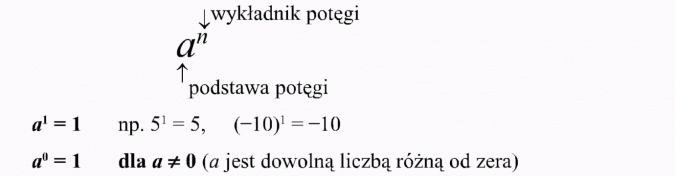 ↓wykładnik potęgi
aⁿ
↑podstawa potęgi
a¹ = 1 np. 5¹ = 5, (−10)¹ = −10
a⁰ = 1 dla a ≠ 0 (a jest dowolną liczbą różną od zera)